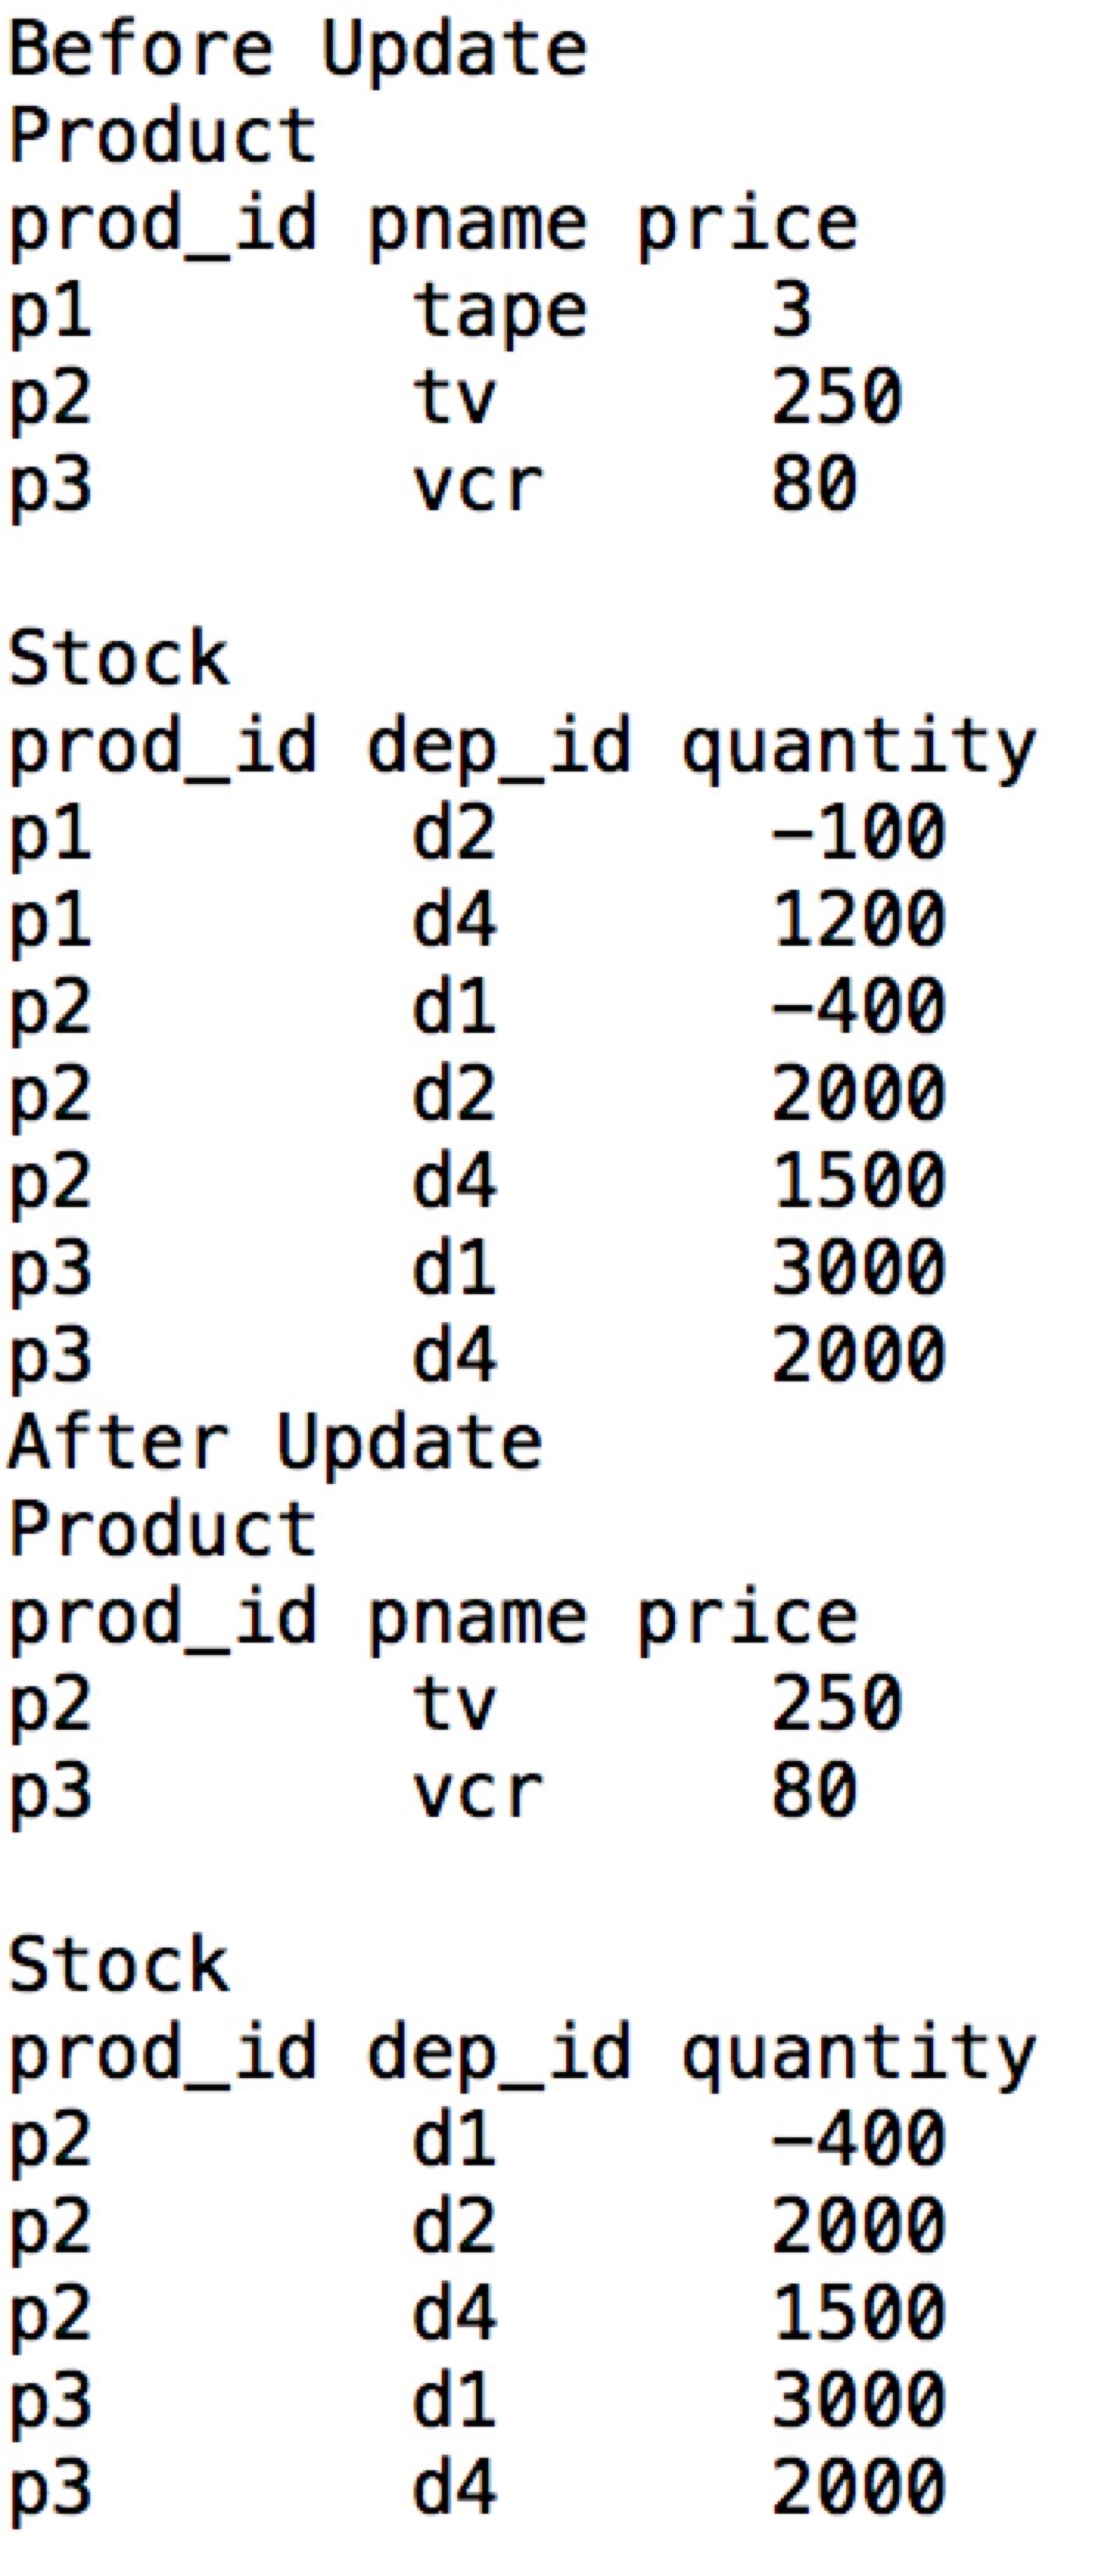 Before Update
Product
prod_id pname price
p1 tape 3
p2 tv 250
p3 vcr 80
Stock
prod_id dep_id quantity
p1 d2 -100
p1 d4 1200
p2 d1 -400
p2 d2 2000
p2 d4 1500
p3 d1 3000
p3 d4 2000
After Update
Product
prod_id pname price
p2 tv 250
p3 vcr 80
Stock
prod_id dep_id quantity
p2 d1 -400
p2 d2 2000
p2 d4 1500
p3 d1 3000
p3 d4 2000